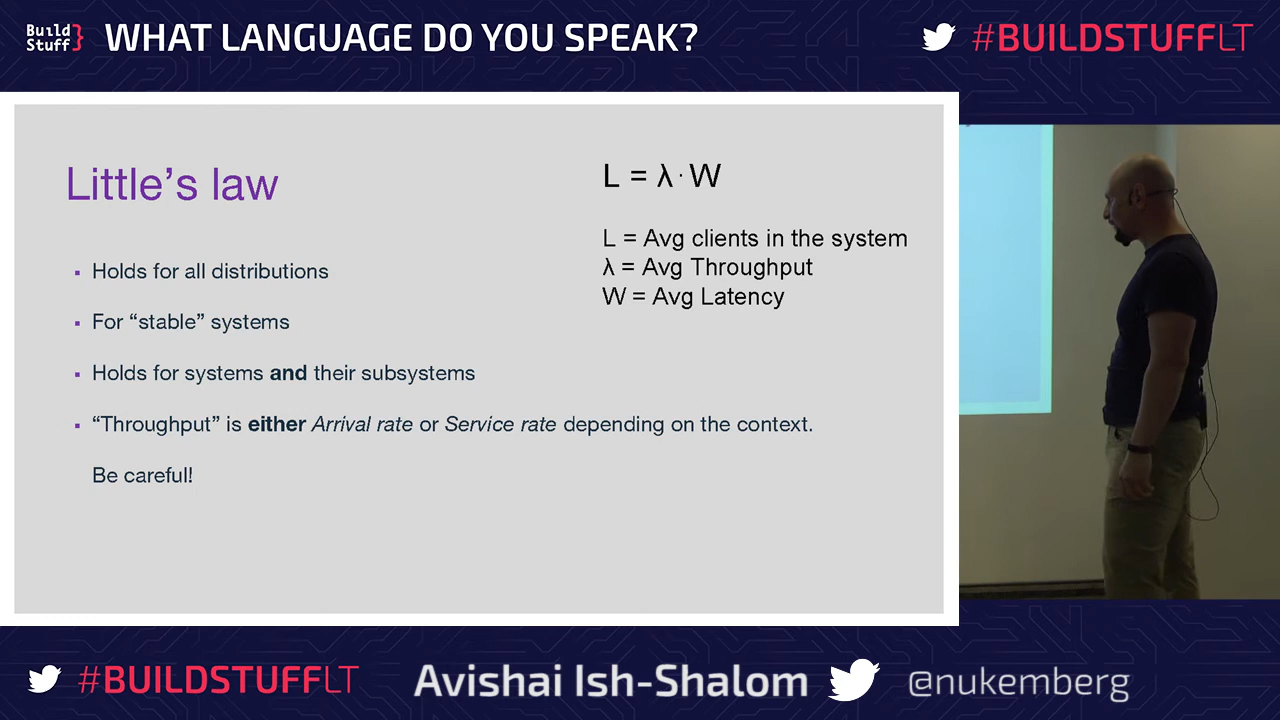 Build
Stuff}
WHAT LANGUAGE DO YOU SPEAK?
#BUILDSTUFFLT
Little’s law
L = λ · W
L = Avg clients in the system
λ = Avg Throughput
W = Avg Latency
▪ Holds for all distributions
▪ For “stable” systems
▪ Holds for systems and their subsystems
▪ “Throughput” is either Arrival rate or Service rate depending on the context.
Be careful!
#BUILDSTUFFLT
Avishai Ish-Shalom
@nukemberg